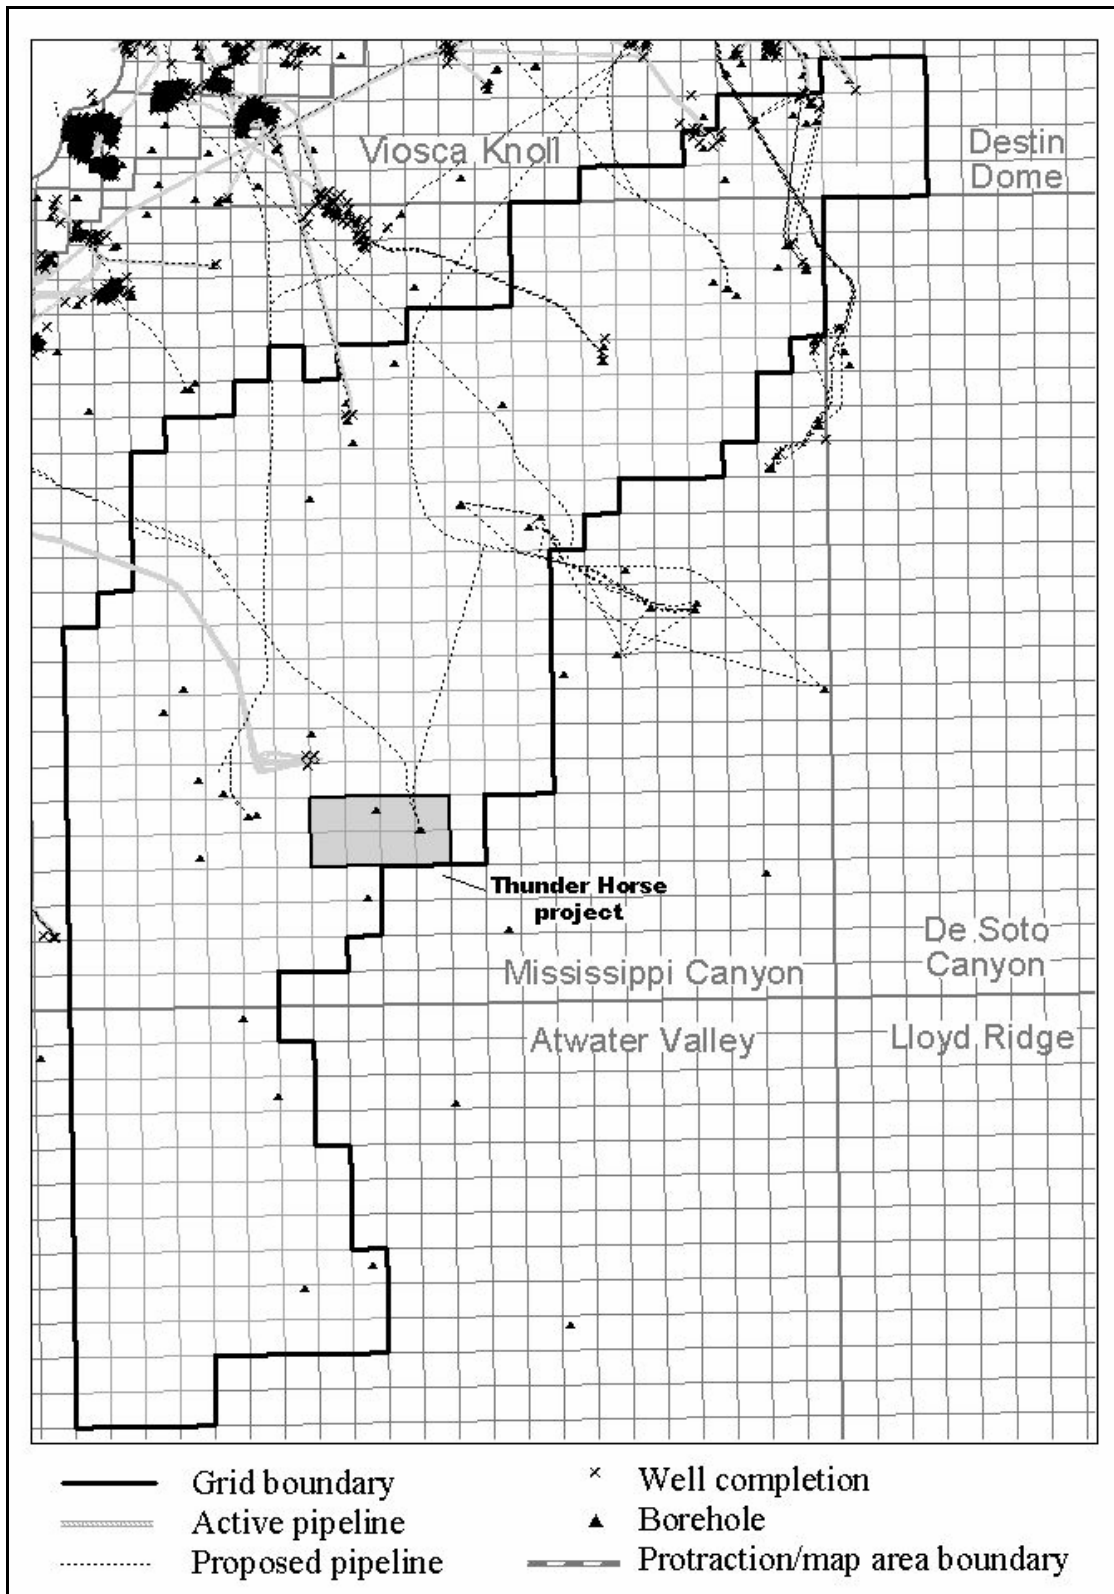 Viosca Knoll
Destin
Dome
Thunder Horse
project
De Soto
Canyon
Mississippi Canyon
Atwater Valley
Lloyd Ridge
Grid boundary
Well completion
Active pipeline
Borehole
Proposed pipeline
Protraction/map area boundary